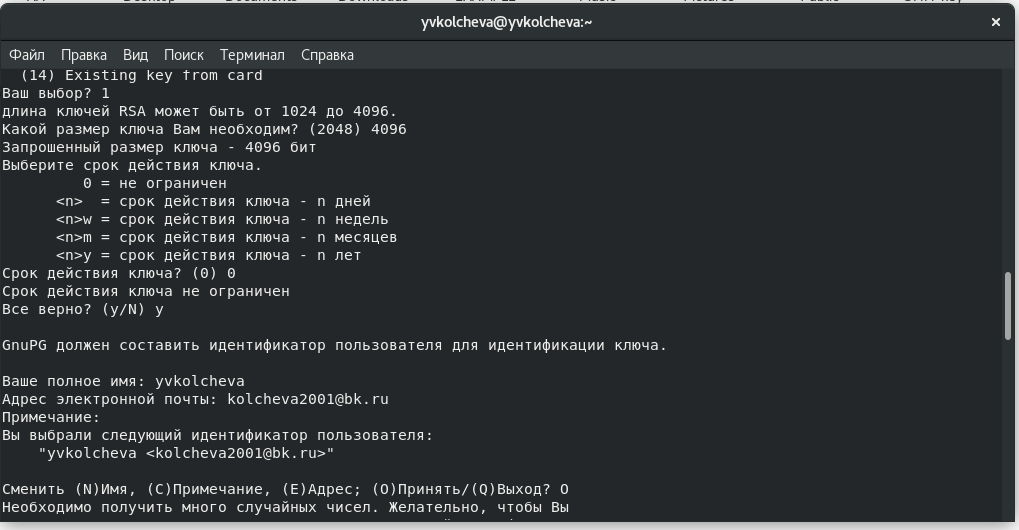 yvkolcheva@yvkolcheva:~
Файл Правка Вид Поиск Терминал Справка
(14) Existing key from card
Ваш выбор? 1
длина ключей RSA может быть от 1024 до 4096.
Какой размер ключа Вам необходим? (2048) 4096
Запрошенный размер ключа - 4096 бит
Выберите срок действия ключа.
0 = не ограничен
<n>  = срок действия ключа - n дней
<n>w = срок действия ключа - n недель
<n>m = срок действия ключа - n месяцев
<n>y = срок действия ключа - n лет
Срок действия ключа? (0) 0
Срок действия ключа не ограничен
Все верно? (y/N) y
GnuPG должен составить идентификатор пользователя для идентификации ключа.
Ваше полное имя: yvkolcheva
Адрес электронной почты: kolcheva2001@bk.ru
Примечание:
Вы выбрали следующий идентификатор пользователя:
"yvkolcheva <kolcheva2001@bk.ru>"
Сменить (N)Имя, (C)Примечание, (E)Адрес; (O)Принять/(Q)Выход? O
Необходимо получить много случайных чисел. Желательно, чтобы Вы